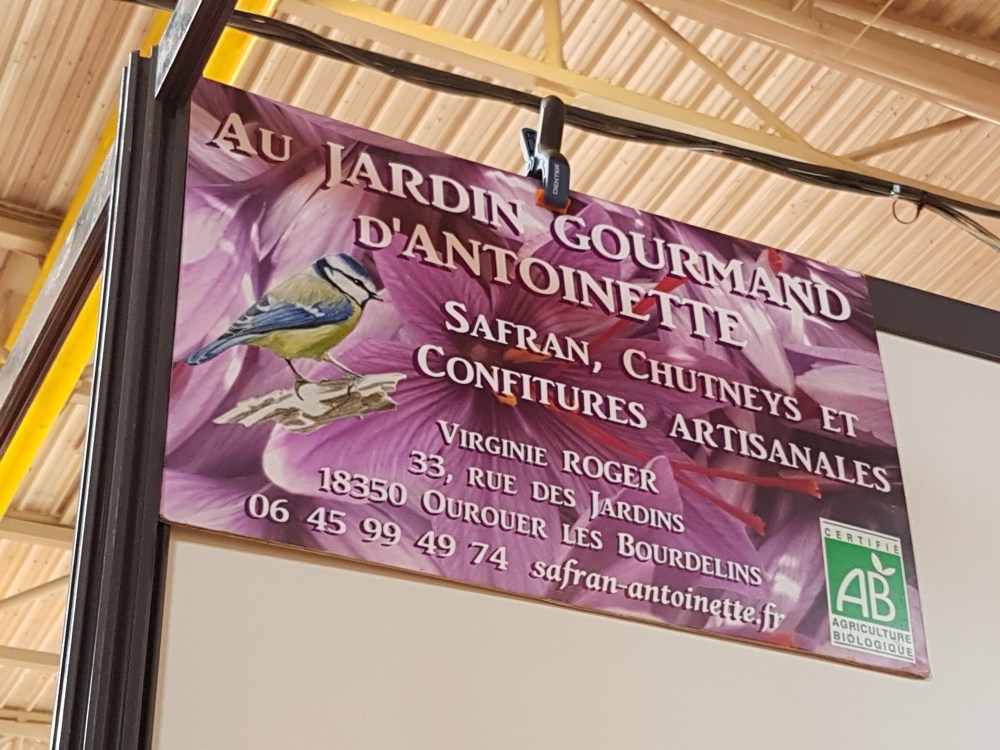 AU JARDIN GOURMAND
D'ANTOINETTE
SAFRAN, CHUTNEYS ET
CONFITURES ARTISANALES
VIRGINIE ROGER
33, RUE DES JARDINS
18350 OUROUER LES BOURDELINS
06 45 99 49 74 safran-antoinette.fr
CERTIFIÉ
AB
AGRICULTURE
BIOLOGIQUE
DEXTER